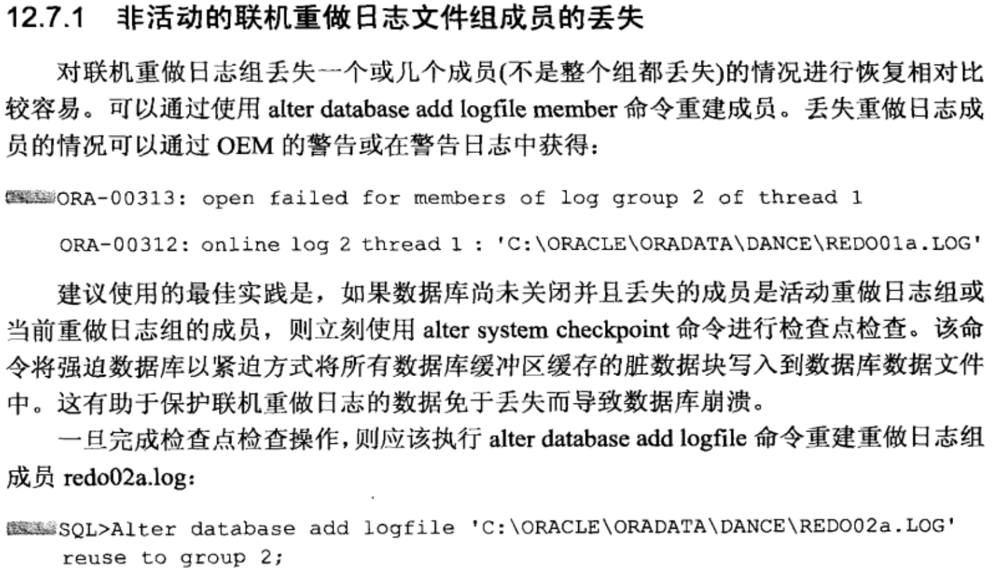 12.7.1 非活动的联机重做日志文件组成员的丢失
对联机重做日志组丢失一个或几个成员(不是整个组都丢失)的情况进行恢复相对比
较容易。可以通过使用 alter database add logfile member 命令重建成员。丢失重做日志成
员的情况可以通过 OEM 的警告或在警告日志中获得：
ORA-00313: open failed for members of log group 2 of thread 1
ORA-00312: online log 2 thread 1 : 'C:\ORACLE\ORADATA\DANCE\REDO01a.LOG'
建议使用的最佳实践是，如果数据库尚未关闭并且丢失的成员是活动重做日志组或
当前重做日志组的成员，则立刻使用 alter system checkpoint 命令进行检查点检查。该命
令将强迫数据库以紧迫方式将所有数据库缓冲区缓存的脏数据块写入到数据库数据文件
中。这有助于保护联机重做日志的数据免于丢失而导致数据库崩溃。
一旦完成检查点检查操作，则应该执行 alter database add logfile 命令重建重做日志组
成员 redo02a.log：
SQL>Alter database add logfile 'C:\ORACLE\ORADATA\DANCE\REDO02a.LOG'
reuse to group 2;